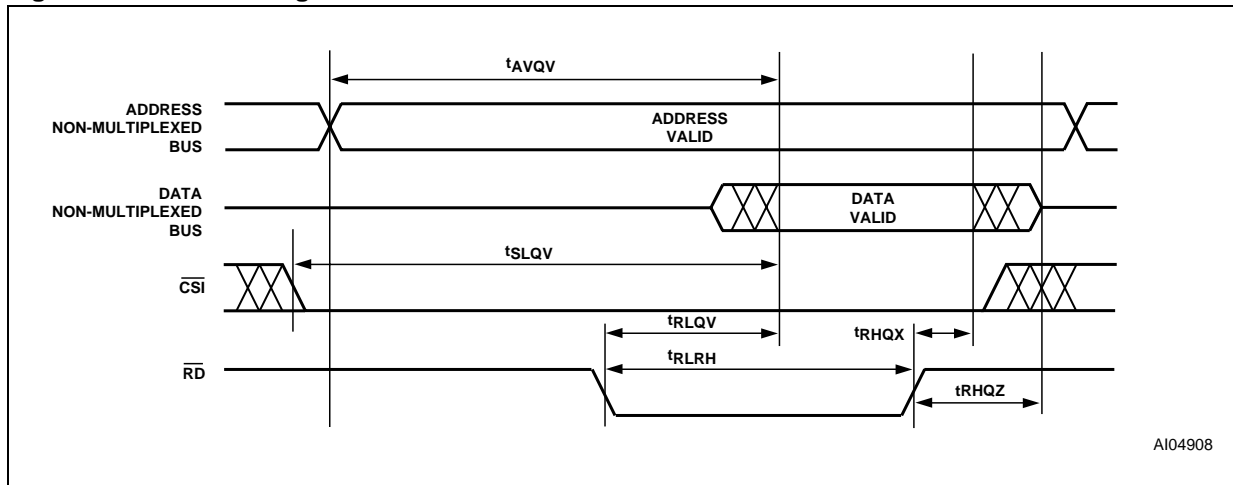 tAVQV
ADDRESS
NON-MULTIPLEXED
BUS
ADDRESS
VALID
DATA
NON-MULTIPLEXED
BUS
DATA
VALID
tSLQV
CSI
tRLQV
tRHQX
tRLRH
RD
tRHQZ
AI04908